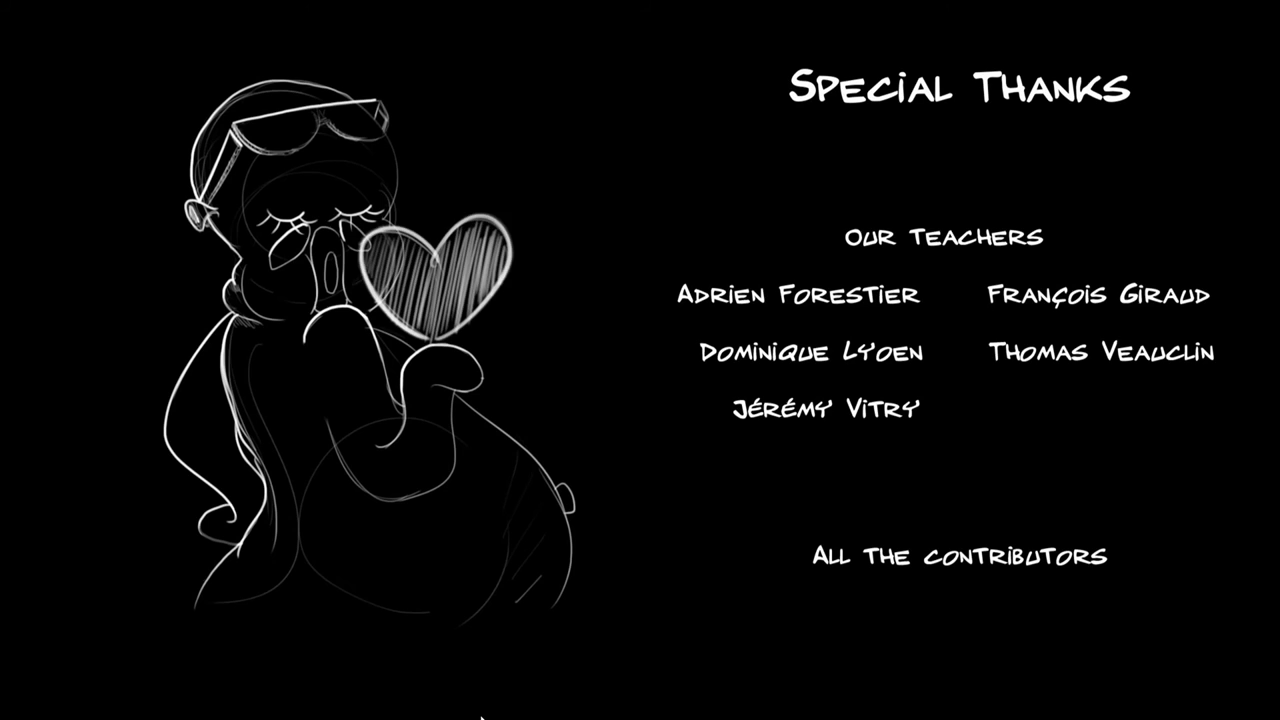 Special Thanks
Our Teachers
Adrien Forestier François Giraud
Dominique Lyoen Thomas Veauclin
Jérémy Vitry
All the contributors